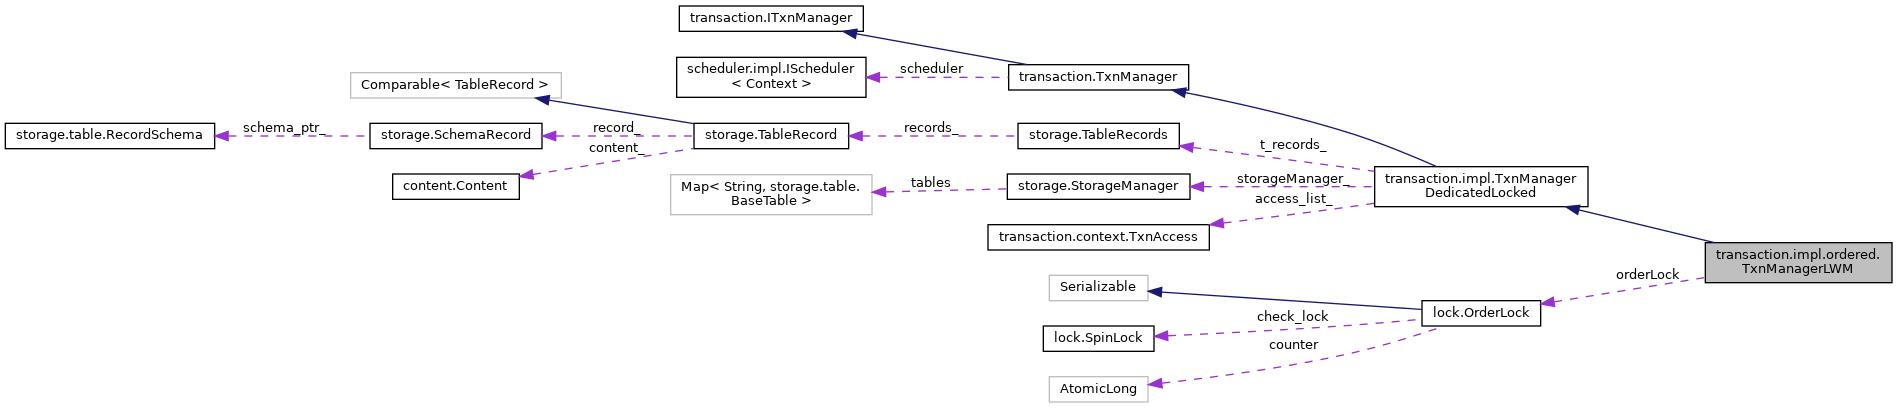 transaction.ITxnManager
scheduler.impl.IScheduler
< Context >
scheduler
transaction.TxnManager
Comparable< TableRecord >
storage.table.RecordSchema
schema_ptr_
storage.SchemaRecord
record_
storage.TableRecord
records_
storage.TableRecords
content_
content.Content
t_records_
Map< String, storage.table.
BaseTable >
tables
storage.StorageManager
storageManager_
transaction.impl.TxnManager
DedicatedLocked
access_list_
transaction.context.TxnAccess
transaction.impl.ordered.
TxnManagerLWM
orderLock
Serializable
lock.OrderLock
check_lock
lock.SpinLock
counter
AtomicLong